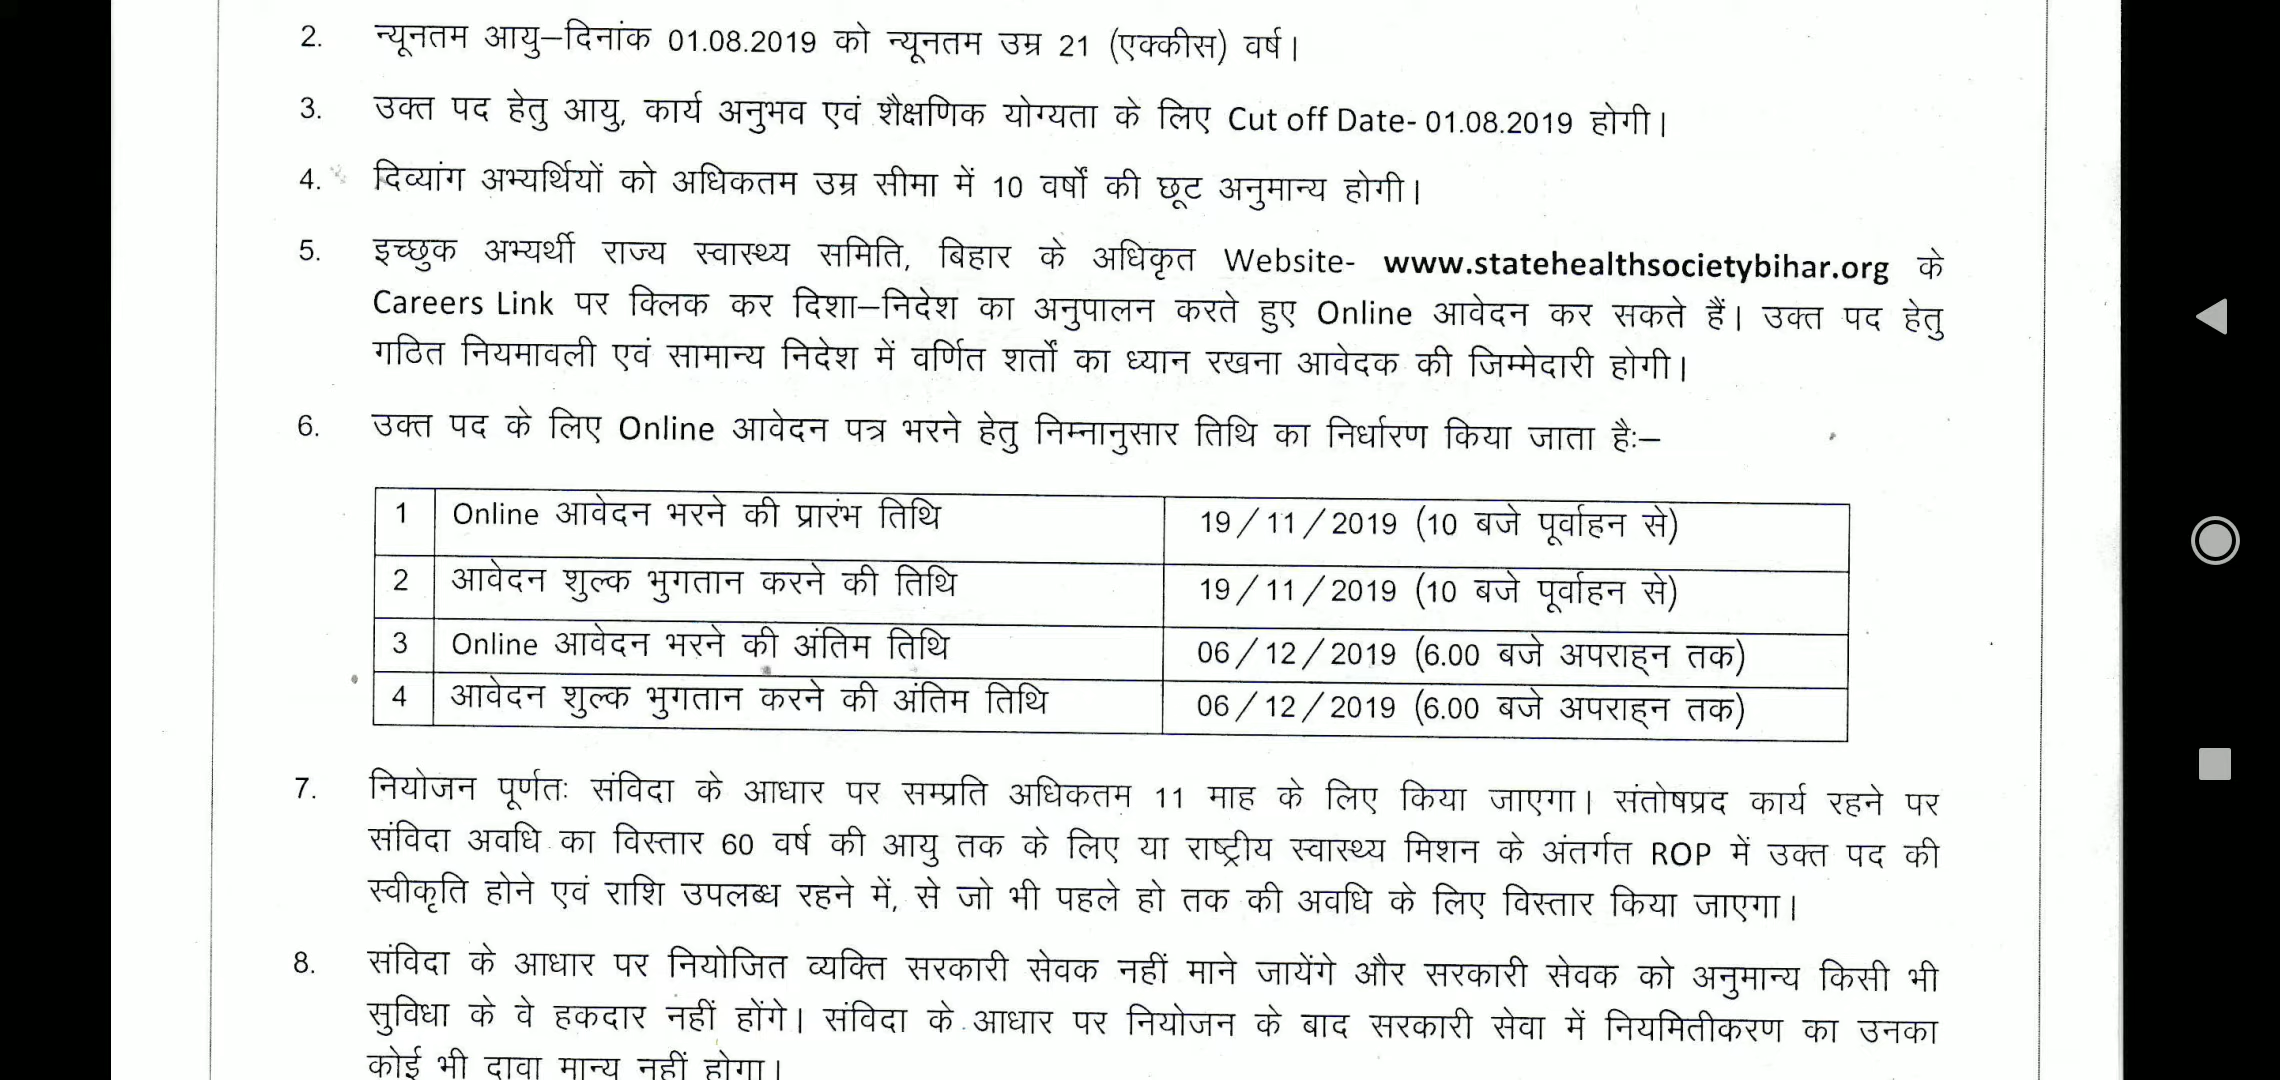 2. न्यूनतम आयु–दिनांक 01.08.2019 को न्यूनतम उम्र 21 (एक्कीस) वर्ष।
3. उक्त पद हेतु आयु, कार्य अनुभव एवं शैक्षणिक योग्यता के लिए Cut off Date- 01.08.2019 होगी।
4. दिव्यांग अभ्यर्थियों को अधिकतम उम्र सीमा में 10 वर्षों की छूट अनुमान्य होगी।
5. इच्छुक अभ्यर्थी राज्य स्वास्थ्य समिति, बिहार के अधिकृत Website- www.statehealthsocietybihar.org के
Careers Link पर क्लिक कर दिशा–निदेश का अनुपालन करते हुए Online आवेदन कर सकते हैं। उक्त पद हेतु
गठित नियमावली एवं सामान्य निदेश में वर्णित शर्तों का ध्यान रखना आवेदक की जिम्मेदारी होगी।
6. उक्त पद के लिए Online आवेदन पत्र भरने हेतु निम्नानुसार तिथि का निर्धारण किया जाता है:–
1 Online आवेदन भरने की प्रारंभ तिथि 19/11/2019 (10 बजे पूर्वाहन से)
2 आवेदन शुल्क भुगतान करने की तिथि 19/11/2019 (10 बजे पूर्वाहन से)
3 Online आवेदन भरने की अंतिम तिथि 06/12/2019 (6.00 बजे अपराह्न तक)
4 आवेदन शुल्क भुगतान करने की अंतिम तिथि 06/12/2019 (6.00 बजे अपराह्न तक)
7. नियोजन पूर्णतः संविदा के आधार पर सम्प्रति अधिकतम 11 माह के लिए किया जाएगा। संतोषप्रद कार्य रहने पर
संविदा अवधि का विस्तार 60 वर्ष की आयु तक के लिए या राष्ट्रीय स्वास्थ्य मिशन के अंतर्गत ROP में उक्त पद की
स्वीकृति होने एवं राशि उपलब्ध रहने में, से जो भी पहले हो तक की अवधि के लिए विस्तार किया जाएगा।
8. संविदा के आधार पर नियोजित व्यक्ति सरकारी सेवक नहीं माने जायेंगे और सरकारी सेवक को अनुमान्य किसी भी
सुविधा के वे हकदार नहीं होंगे। संविदा के आधार पर नियोजन के बाद सरकारी सेवा में नियमितीकरण का उनका
कोई भी दावा मान्य नहीं होगा।